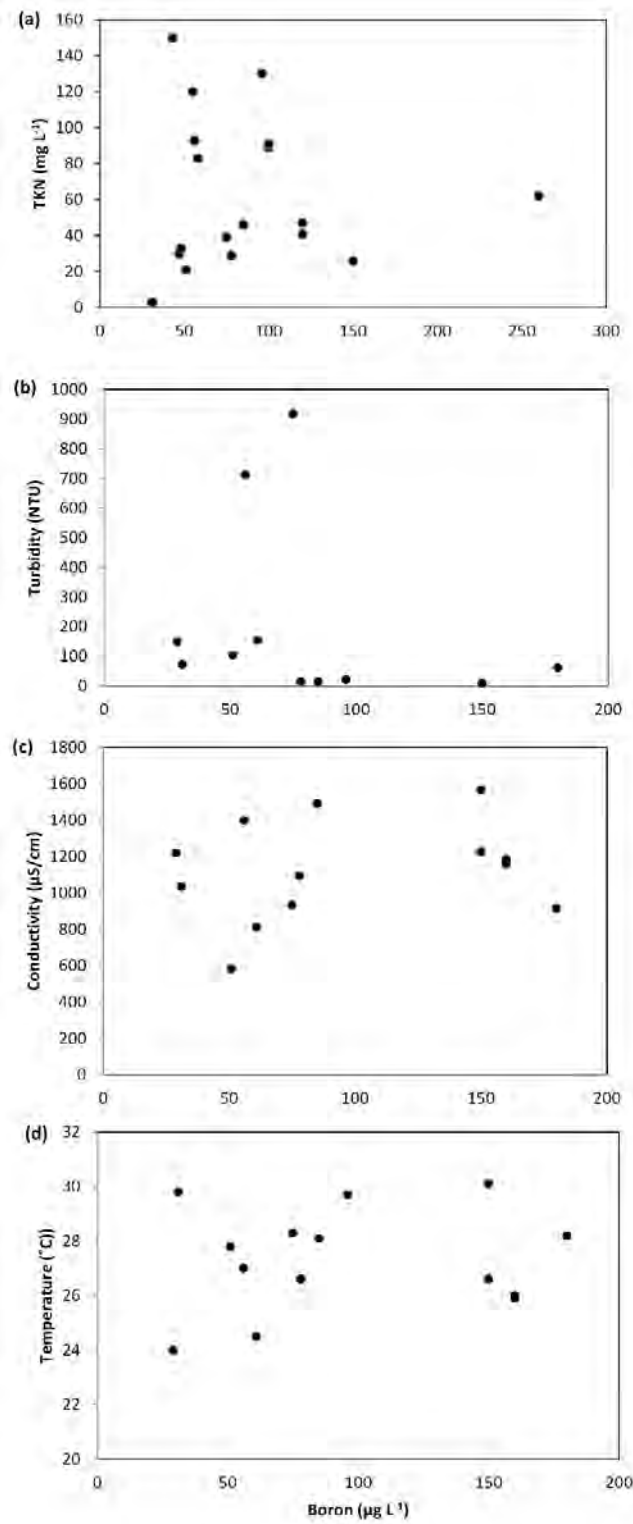 (a)
160
140
120
100
80
60
40
20
0
TKN (mg L⁻¹)
0 50 100 150 200 250 300
(b)
1000
900
800
700
600
500
400
300
200
100
0
Turbidity (NTU)
0 50 100 150 200
(c)
1800
1600
1400
1200
1000
800
600
400
200
0
Conductivity (µS/cm)
0 50 100 150 200
(d)
32
30
28
26
24
22
20
Temperature (˚C))
0 50 100 150 200
Boron (µg L⁻¹)